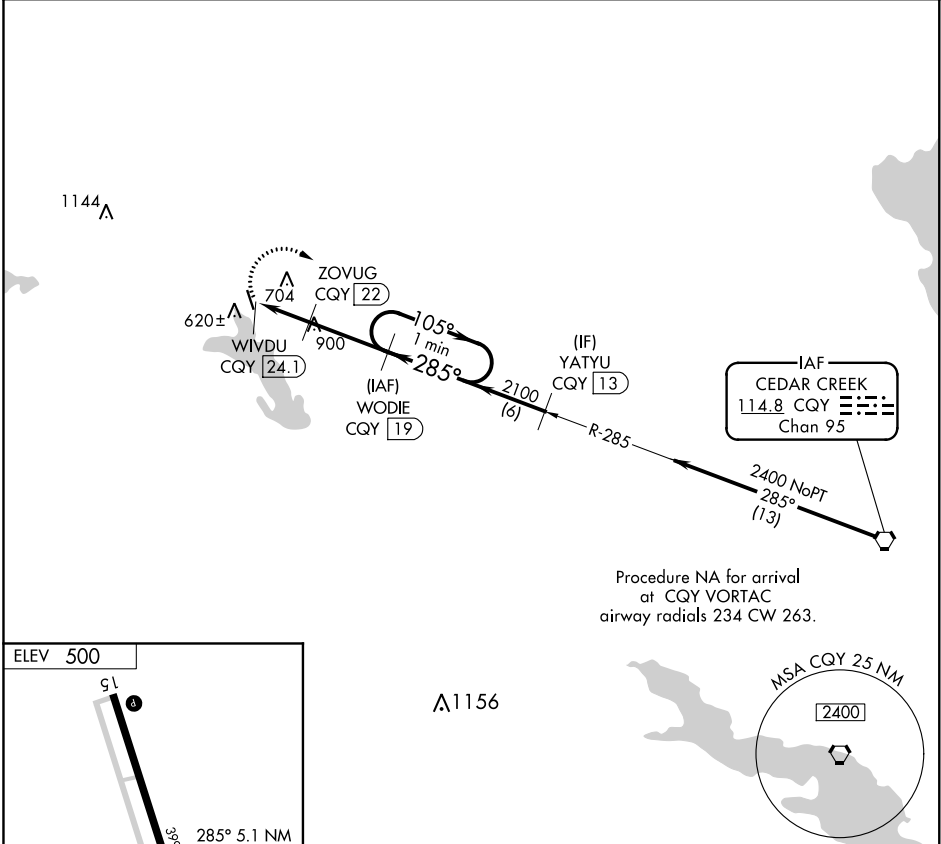 1144
ZOVUG
CQY 22
704
620±
900
WIVDU
CQY 24.1
105°
1 min
285°
(IAF)
WODIE
CQY 19
2100
(6)
(IF)
YATYU
CQY 13
R-285
IAF
CEDAR CREEK
114.8 CQY
Chan 95
2400 NoPT
285°
(13)
Procedure NA for arrival
at CQY VORTAC
airway radials 234 CW 263.
ELEV 500
15
P
285° 5.1 NM
1156
MSA CQY 25 NM
2400